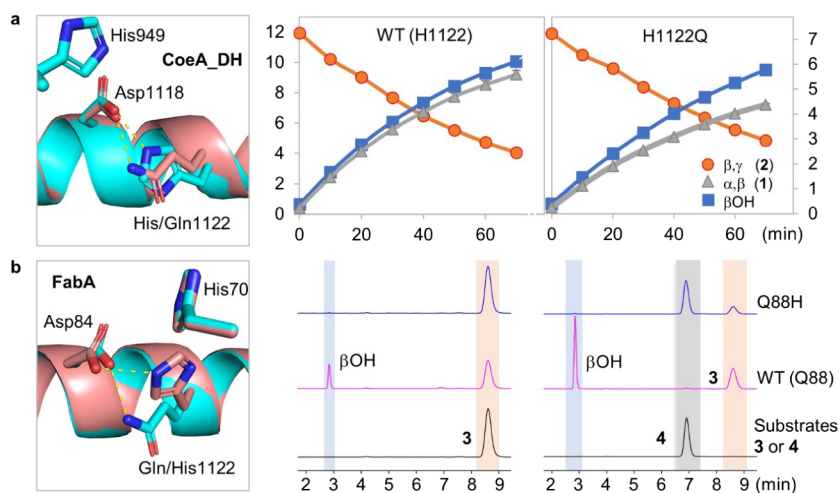 a
His949
CoeA_DH
Asp1118
His/Gln1122
WT (H1122)
H1122Q
12
10
8
6
4
2
0
7
6
5
4
3
2
1
0
β,γ (2)
α,β (1)
βOH
0 20 40 60
0 20 40 60 (min)
b
FabA
His70
Asp84
Gln/His1122
βOH
3
βOH
3
4
Q88H
WT (Q88)
Substrates
3 or 4
2 3 4 5 6 7 8 9
2 3 4 5 6 7 8 9 (min)